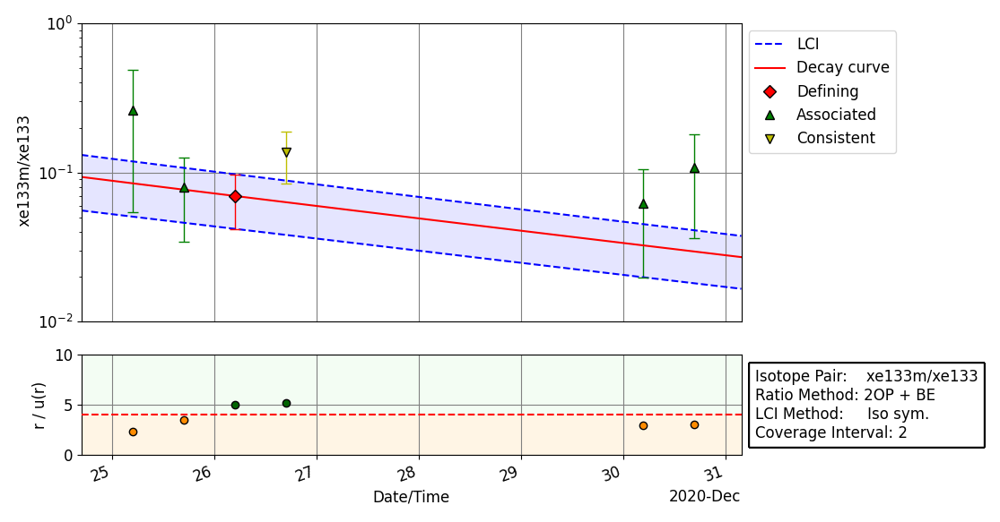 10⁰
10⁻¹
10⁻²
xe133m/xe133
LCI
Decay curve
Defining
Associated
Consistent
10
5
0
r / u(r)
25
26
27
28
29
30
31
Date/Time
2020-Dec
Isotope Pair: xe133m/xe133
Ratio Method: 2OP + BE
LCI Method: Iso sym.
Coverage Interval: 2